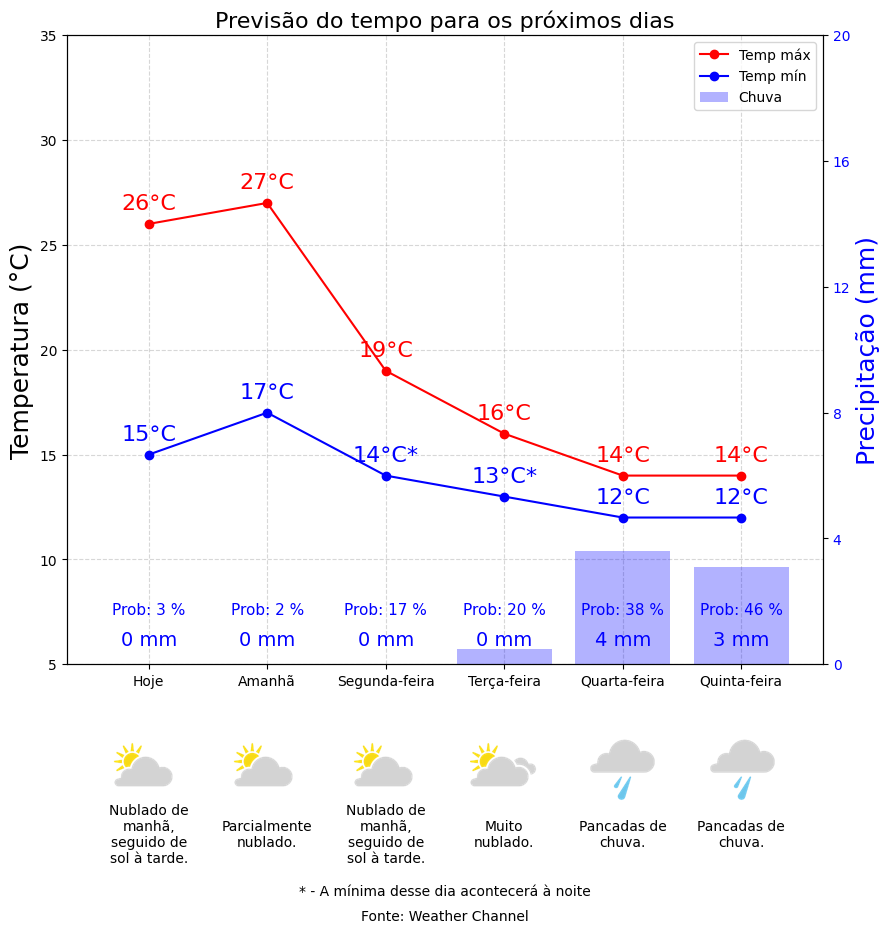 Previsão do tempo para os próximos dias
Temperatura (°C)
35
30
25
20
15
10
5
Precipitação (mm)
20
16
12
8
4
0
Temp máx
Temp mín
Chuva
26°C
27°C
19°C
16°C
14°C
14°C
15°C
17°C
14°C*
13°C*
12°C
12°C
Prob: 3 %
Prob: 2 %
Prob: 17 %
Prob: 20 %
Prob: 38 %
Prob: 46 %
0 mm
0 mm
0 mm
0 mm
4 mm
3 mm
Hoje
Amanhã
Segunda-feira
Terça-feira
Quarta-feira
Quinta-feira
Nublado de
manhã,
seguido de
sol à tarde.
Parcialmente
nublado.
Nublado de
manhã,
seguido de
sol à tarde.
Muito
nublado.
Pancadas de
chuva.
Pancadas de
chuva.
* - A mínima desse dia acontecerá à noite
Fonte: Weather Channel